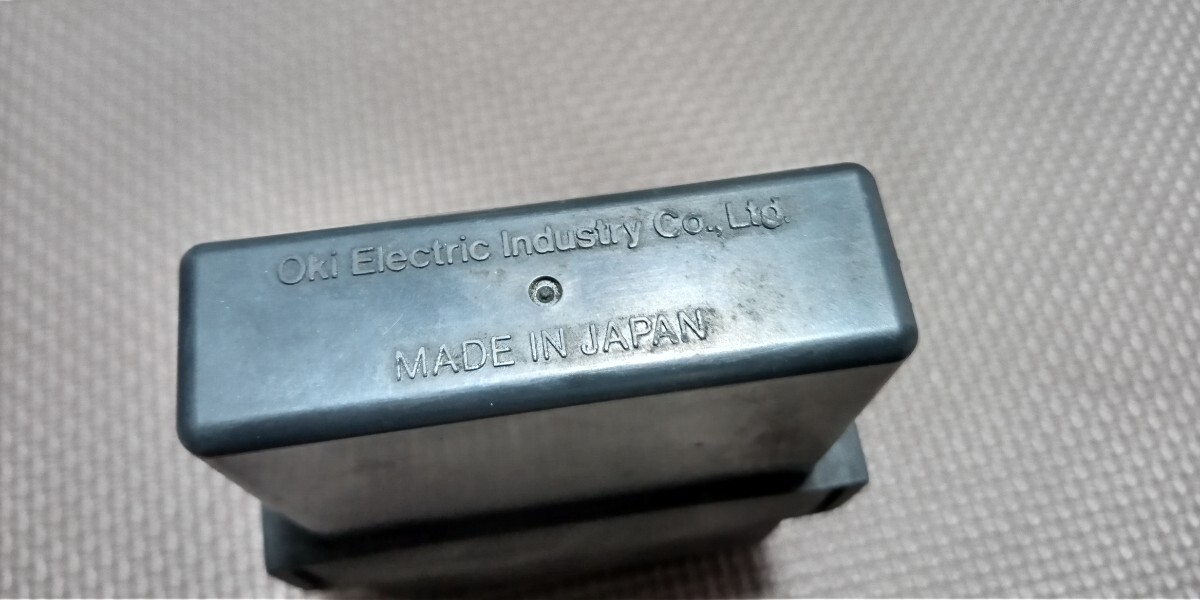 Oki Electric Industry Co., Ltd.
MADE IN JAPAN